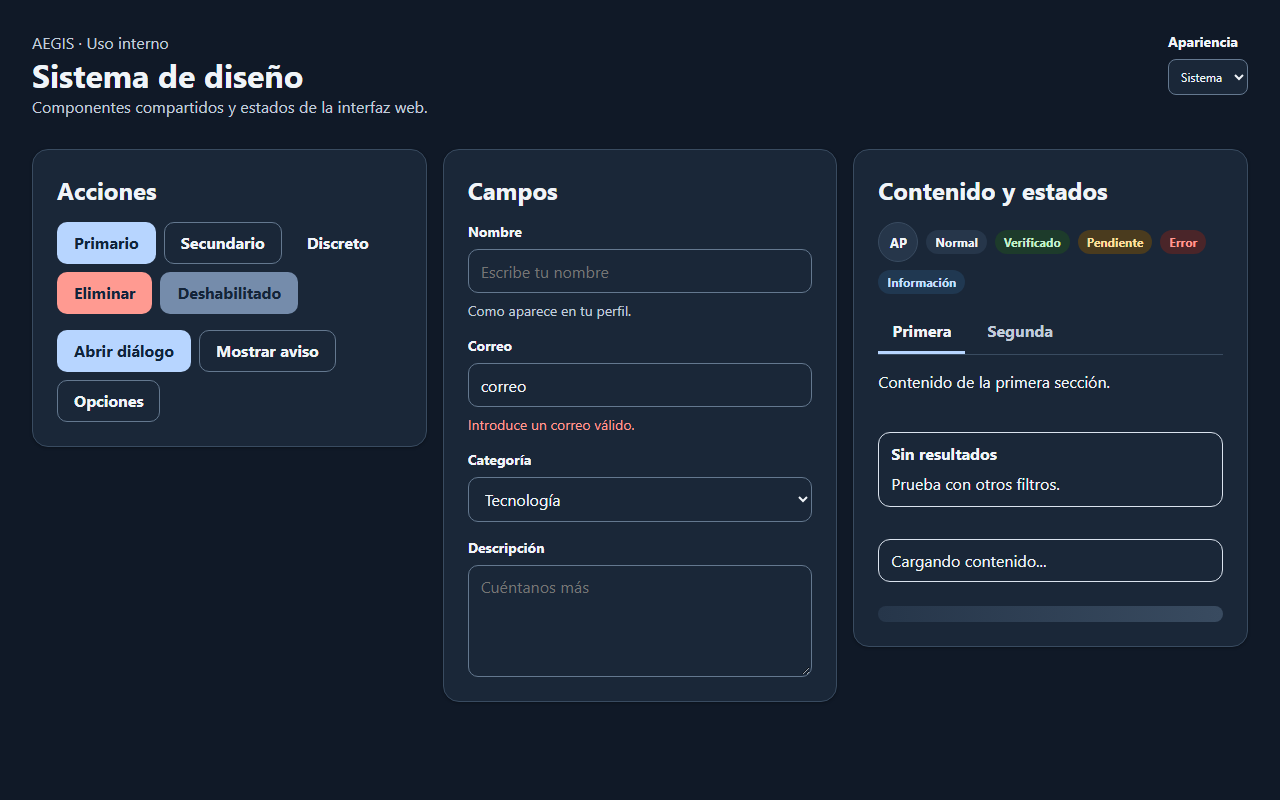 AEGIS · Uso interno
Sistema de diseño
Componentes compartidos y estados de la interfaz web.
Apariencia
Sistema
Acciones
Primario
Secundario
Discreto
Eliminar
Deshabilitado
Abrir diálogo
Mostrar aviso
Opciones
Campos
Nombre
Escribe tu nombre
Como aparece en tu perfil.
Correo
correo
Introduce un correo válido.
Categoría
Tecnología
Descripción
Cuéntanos más
Contenido y estados
AP
Normal
Verificado
Pendiente
Error
Información
Primera
Segunda
Contenido de la primera sección.
Sin resultados
Prueba con otros filtros.
Cargando contenido...